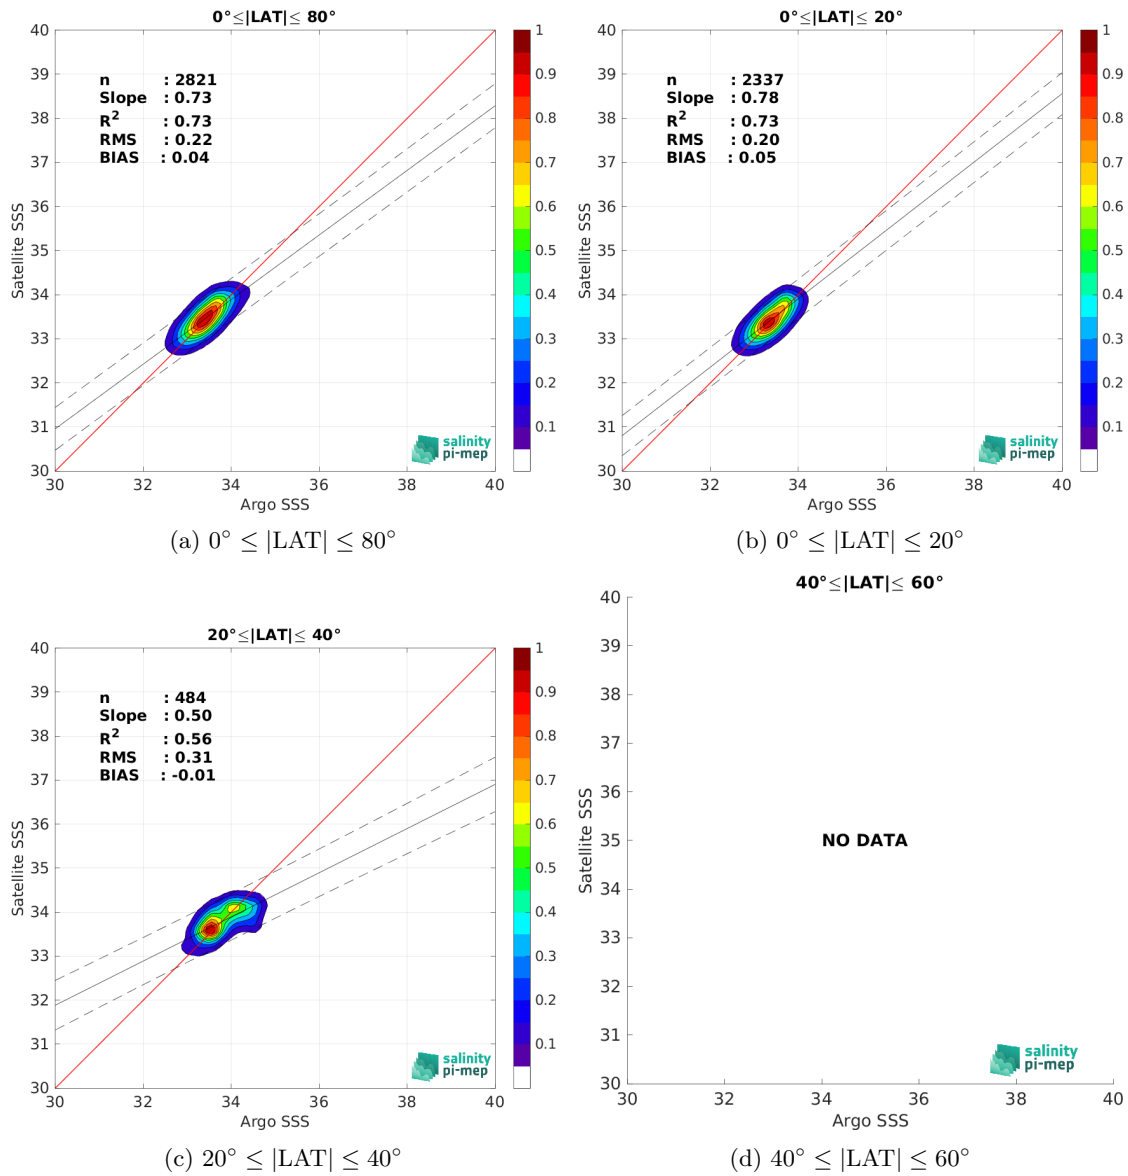 0°≤|LAT|≤ 80°
40
39
38
37
36
35
34
33
32
31
30
Satellite SSS
n : 2821
Slope : 0.73
R² : 0.73
RMS : 0.22
BIAS : 0.04
salinity
pi-mep
30 32 34 36 38 40
Argo SSS
1
0.9
0.8
0.7
0.6
0.5
0.4
0.3
0.2
0.1
(a) 0° ≤ |LAT| ≤ 80°
0°≤|LAT|≤ 20°
40
39
38
37
36
35
34
33
32
31
30
Satellite SSS
n : 2337
Slope : 0.78
R² : 0.73
RMS : 0.20
BIAS : 0.05
salinity
pi-mep
30 32 34 36 38 40
Argo SSS
1
0.9
0.8
0.7
0.6
0.5
0.4
0.3
0.2
0.1
(b) 0° ≤ |LAT| ≤ 20°
20°≤|LAT|≤ 40°
40
39
38
37
36
35
34
33
32
31
30
Satellite SSS
n : 484
Slope : 0.50
R² : 0.56
RMS : 0.31
BIAS : -0.01
salinity
pi-mep
30 32 34 36 38 40
Argo SSS
1
0.9
0.8
0.7
0.6
0.5
0.4
0.3
0.2
0.1
(c) 20° ≤ |LAT| ≤ 40°
40°≤|LAT|≤ 60°
40
39
38
37
36
35
34
33
32
31
30
Satellite SSS
NO DATA
salinity
pi-mep
30 32 34 36 38 40
Argo SSS
(d) 40° ≤ |LAT| ≤ 60°